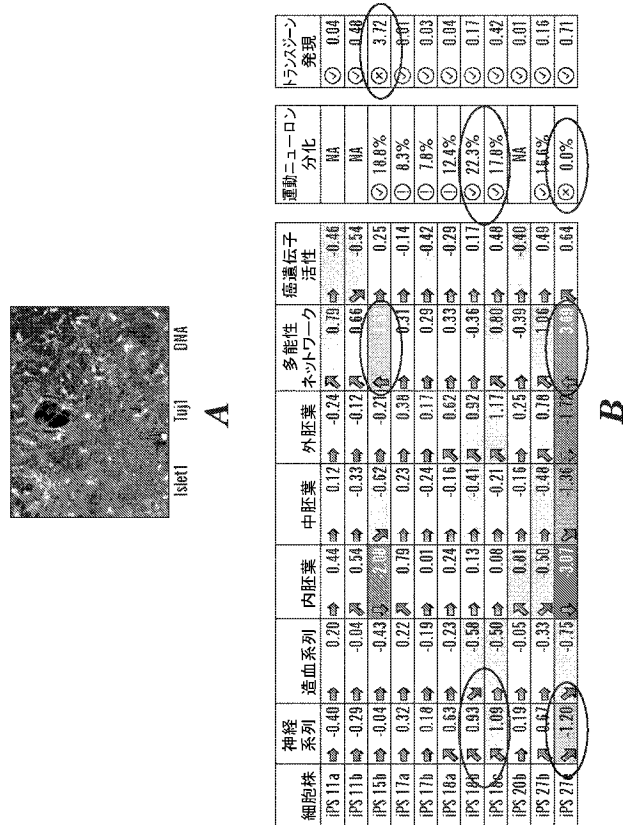 Islet1 Tuj1 DNA
A
細胞株 神経系列 造血系列 内胚葉 中胚葉 外胚葉 多能性ネットワーク 癌遺伝子活性 運動ニューロン分化 トランスジーン発現
iPS 11a -0.40 0.20 0.44 0.12 -0.24 0.79 -0.46 NA 0.04
iPS 11b -0.29 -0.04 0.54 -0.33 -0.12 0.66 -0.54 NA 0.48
iPS 15b -0.04 -0.43 -2.00 -0.62 -0.21 0.25 18.8% 3.72
iPS 17a 0.32 0.22 0.79 0.23 0.38 0.31 -0.14 8.3% 0.01
iPS 17b 0.18 -0.19 0.01 -0.24 0.17 0.29 -0.42 7.8% 0.03
iPS 18a 0.63 -0.23 0.24 -0.16 0.62 0.33 -0.29 12.4% 0.04
iPS 18b 0.93 -0.58 0.13 -0.41 0.92 -0.36 0.17 22.3% 0.17
iPS 18c 1.09 -0.50 0.08 -0.21 1.17 0.80 0.48 17.8% 0.42
iPS 20b 0.19 -0.05 0.81 -0.16 0.25 -0.39 -0.40 NA 0.01
iPS 27b 0.67 -0.33 -0.50 -0.48 0.78 1.06 0.49 16.6% 0.16
iPS 27e -1.20 -0.75 -3.07 -1.36 0.64 0.0% 0.71
B